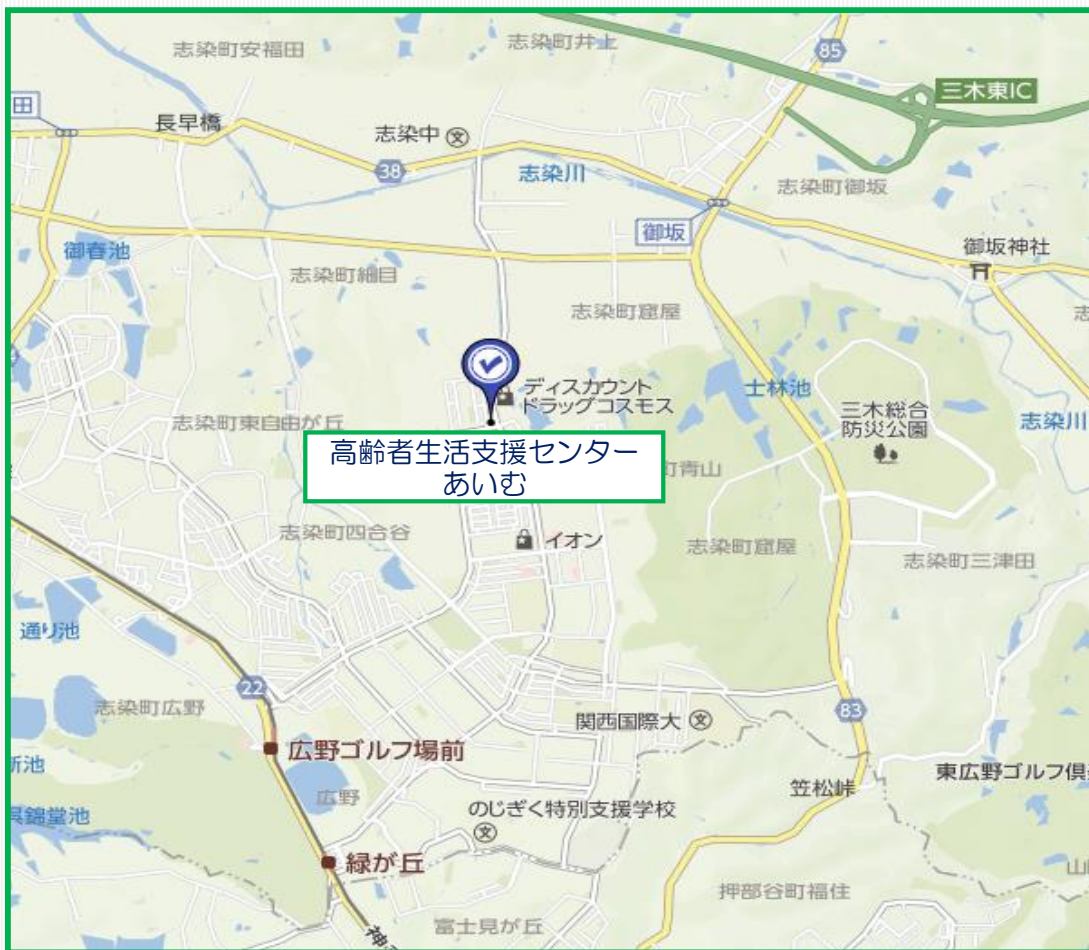 志染町安福田
志染町井上
85
三木東IC
田
長早橋
志染中
文
38
志染川
志染町御坂
御坂
御坂神社
御春池
志染町細目
志染町窟屋
志
ディスカウント
ドラッグコスモス
士林池
三木総合
防災公園
志染町東自由が丘
志染川
高齢者生活支援センター
あいむ
町青山
志染町四合谷
イオン
志染町窟屋
志染町三津田
通り池
22
志染町広野
83
関西国際大
文
広野ゴルフ場前
新池
東広野ゴルフ倶
広野
笠松峠
のじぎく特別支援学校
文
具錦堂池
緑が丘
押部谷町福住
山
富士見が丘
神